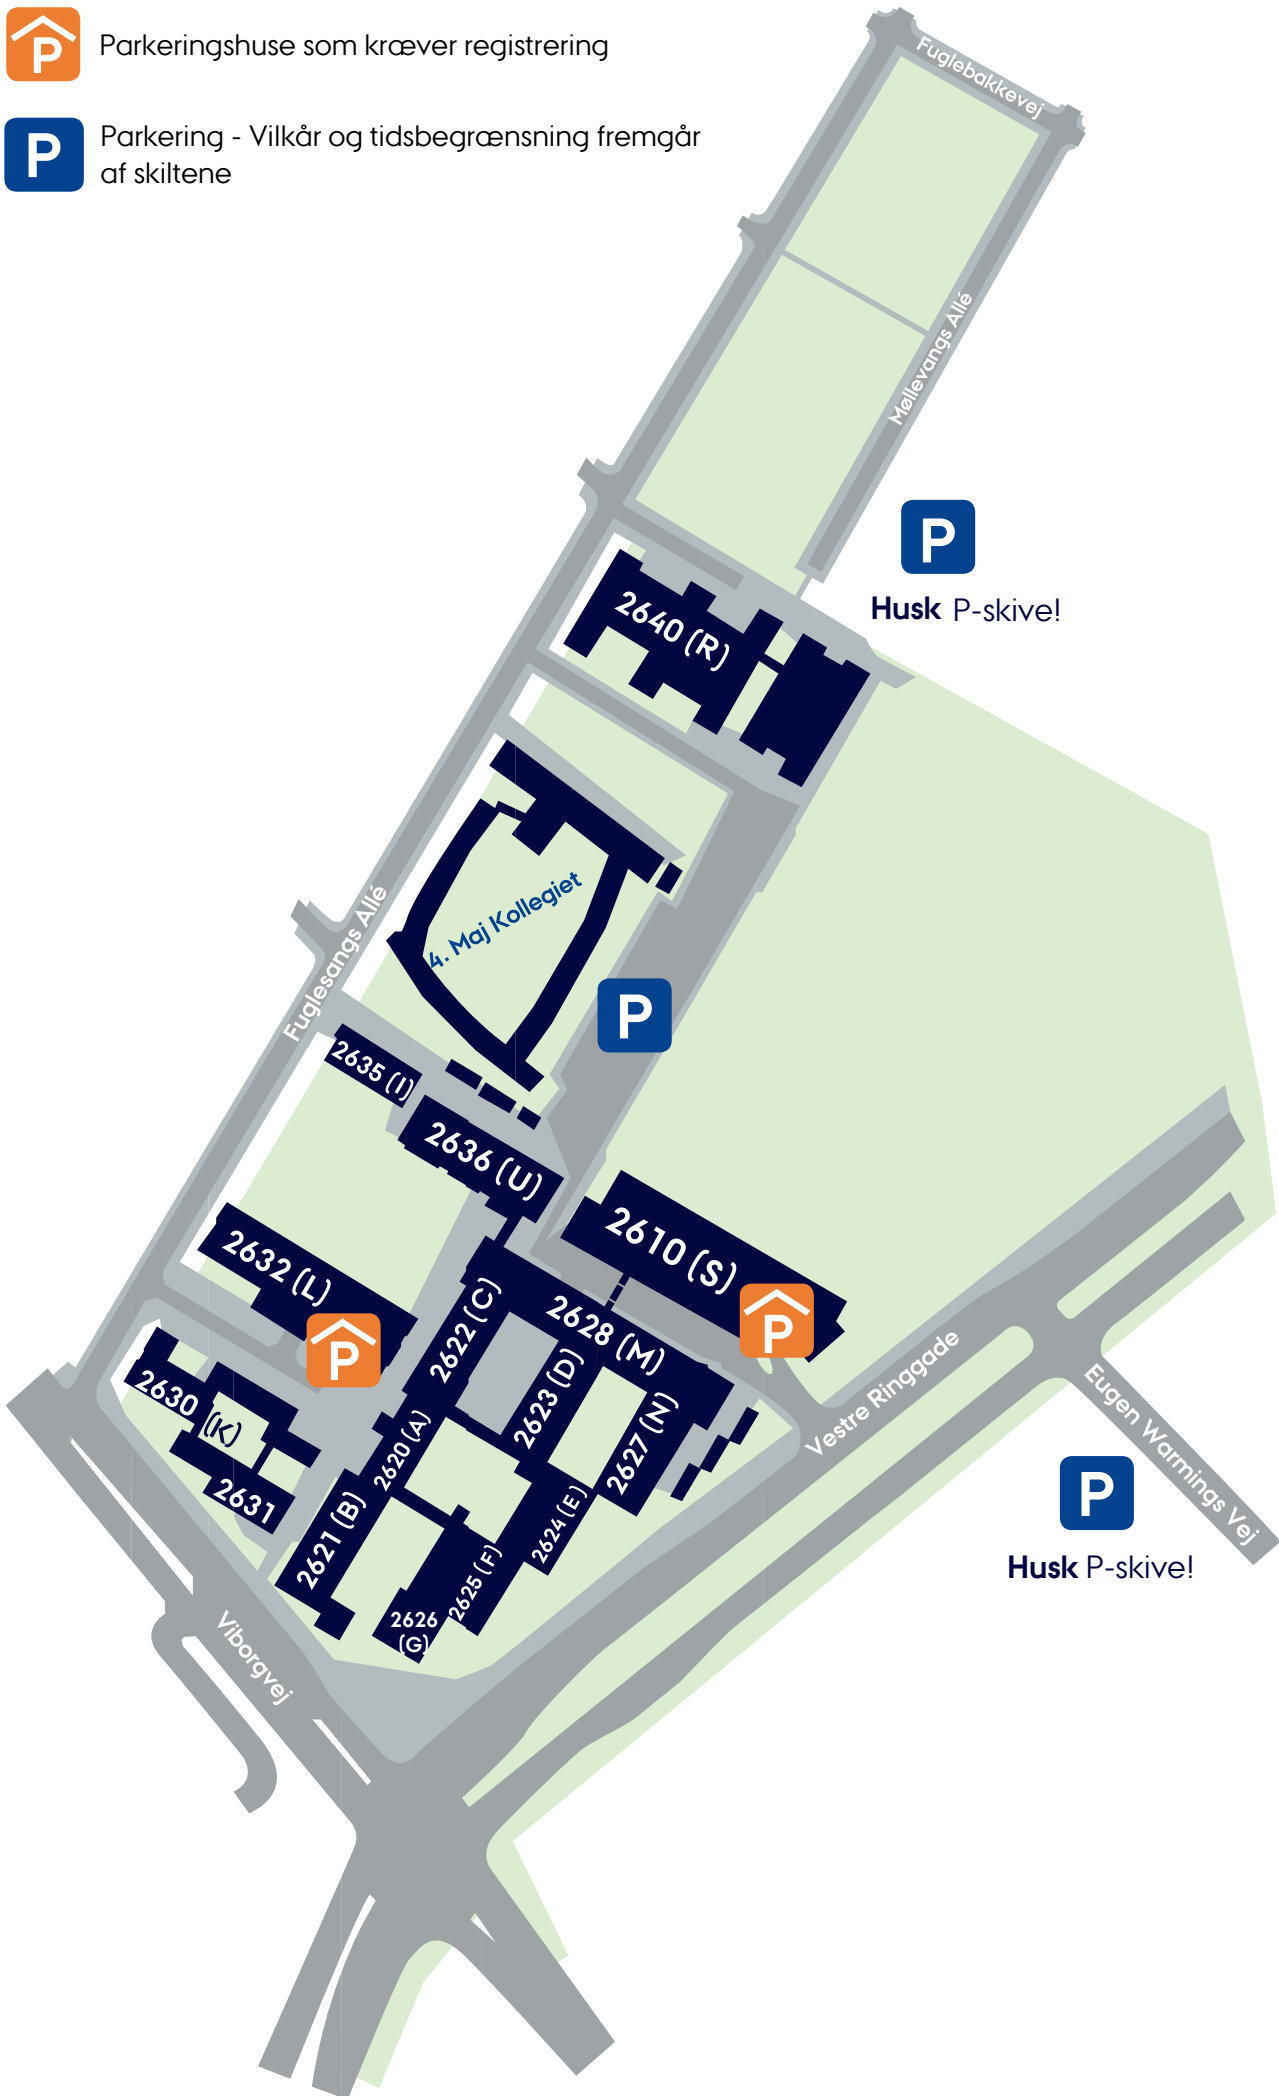 P
Parkeringshuse som kræver registrering
P
Parkering - Vilkår og tidsbegrænsning fremgår
af skiltene
Fuglebakkevej
Møllevangs Allé
P
Husk P-skive!
2640 (R)
4. Maj Kollegiet
Fuglesangs Allé
P
2635 (I)
2636 (U)
2610 (S)
P
2632 (L)
P
2622 (C)
2628 (M)
2623 (D)
2627 (N)
Vestre Ringgade
Eugen Warmings Vej
P
Husk P-skive!
2630
(K)
2631
2620 (A)
2621 (B)
2624 (E)
2625 (F)
2626
(G)
Viborgvej